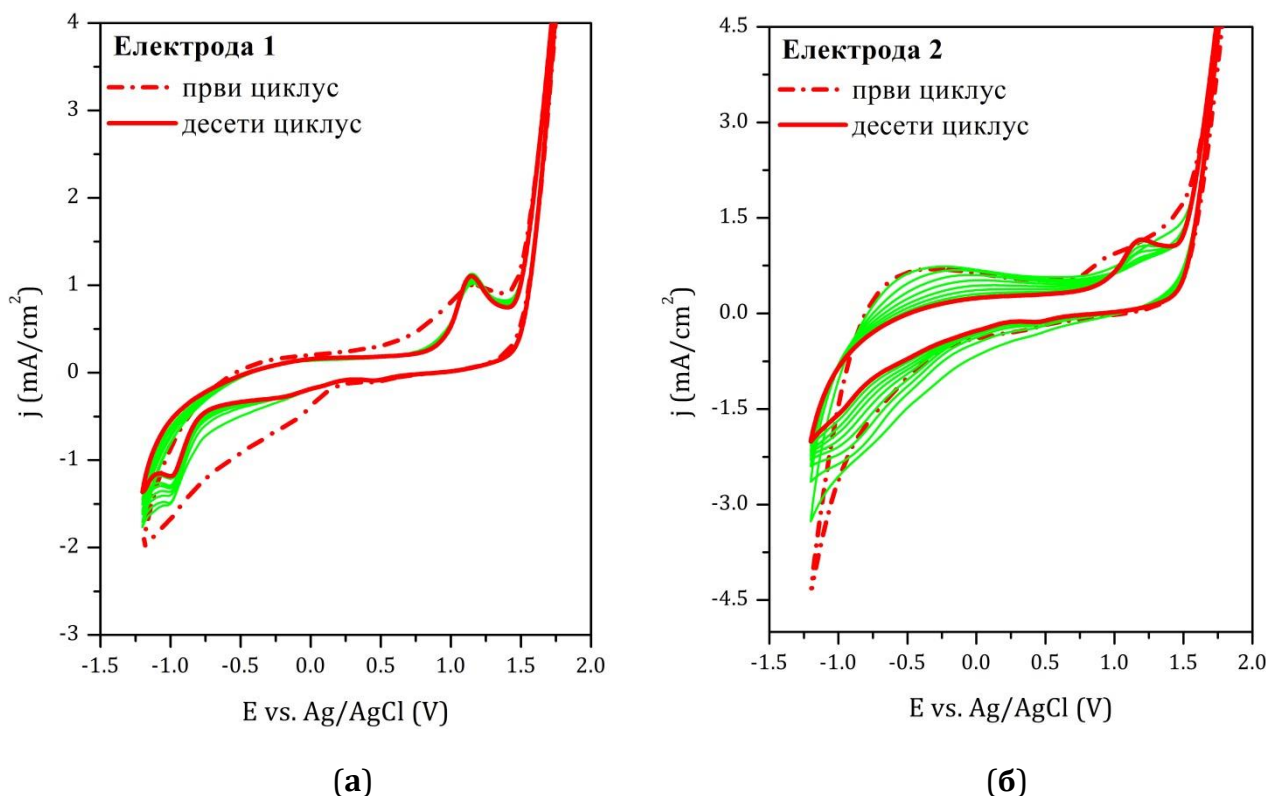 Електрода 1
први циклус
десети циклус
4
3
2
1
0
-1
-2
-3
j (mA/cm²)
-1.5 -1.0 -0.5 0.0 0.5 1.0 1.5 2.0
E vs. Ag/AgCl (V)
(а)
Електрода 2
први циклус
десети циклус
4.5
3.0
1.5
0.0
-1.5
-3.0
-4.5
j (mA/cm²)
-1.5 -1.0 -0.5 0.0 0.5 1.0 1.5 2.0
E vs. Ag/AgCl (V)
(б)